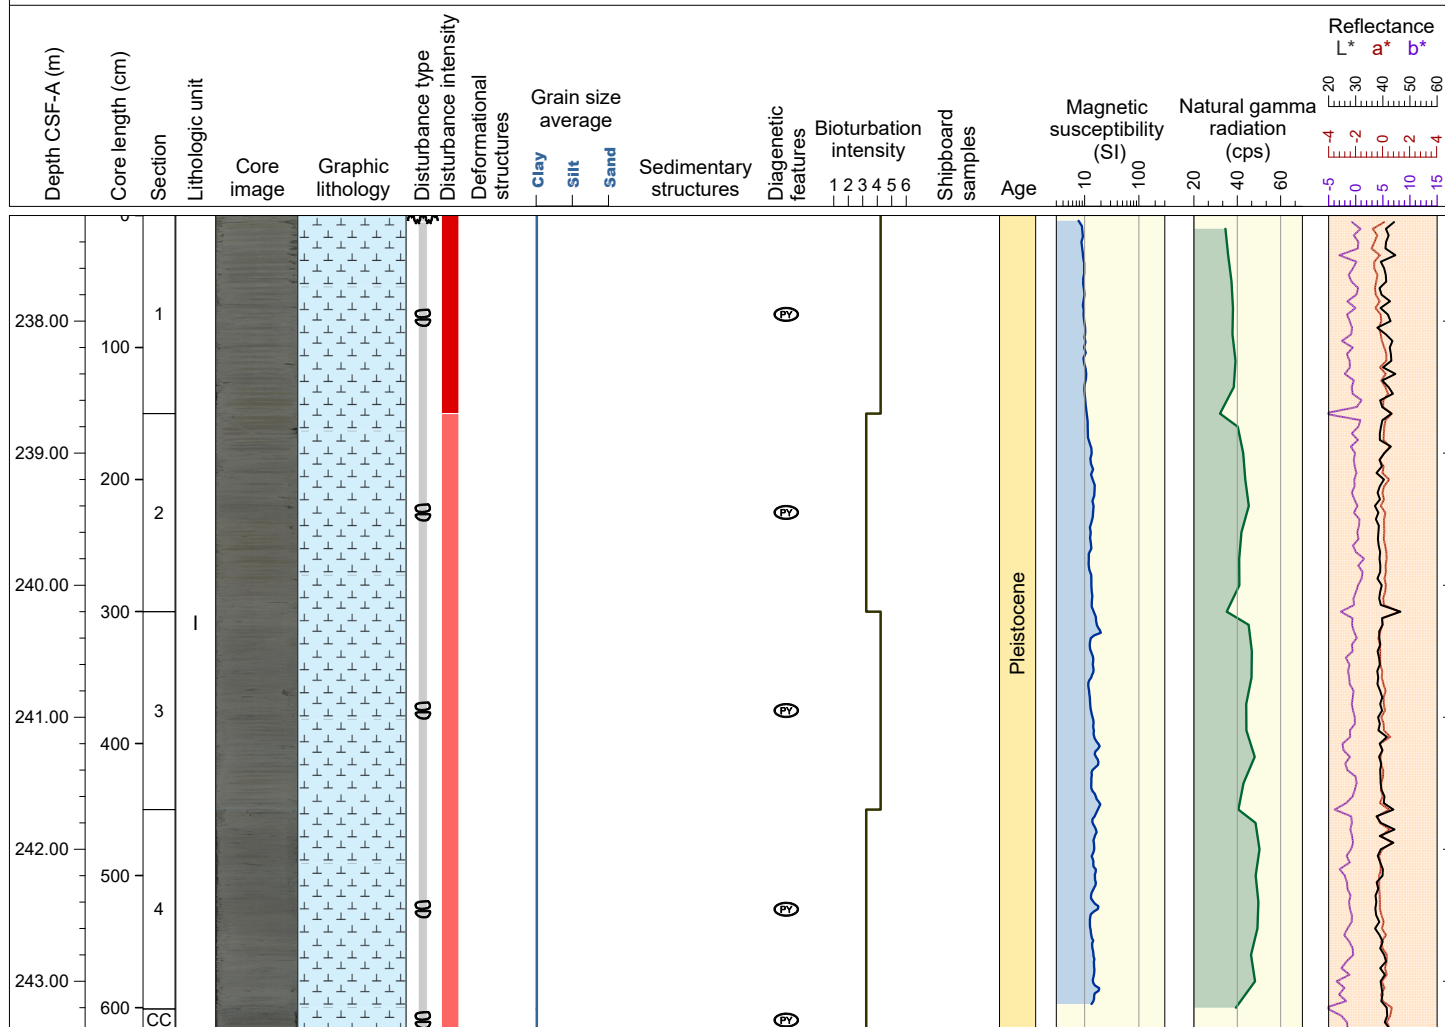 Depth CSF-A (m)
Core length (cm)
Section
Lithologic unit
Core
image
Graphic
lithology
Disturbance type
Disturbance intensity
Deformational
structures
Grain size
average
Clay
Silt
Sand
Sedimentary
structures
Diagenetic
features
Bioturbation
intensity
1 2 3 4 5 6
Shipboard
samples
Age
Magnetic
susceptibility
(SI)
10 100
Natural gamma
radiation
(cps)
20 40 60
Reflectance
L* a* b*
20 30 40 50 60
-4 -2 0 2 4
-5 0 5 10 15
0
1
PY
238.00
100
239.00
200
2
PY
240.00
300
I
Pleistocene
3
PY
241.00
400
242.00
500
4
PY
243.00
600
CC
PY